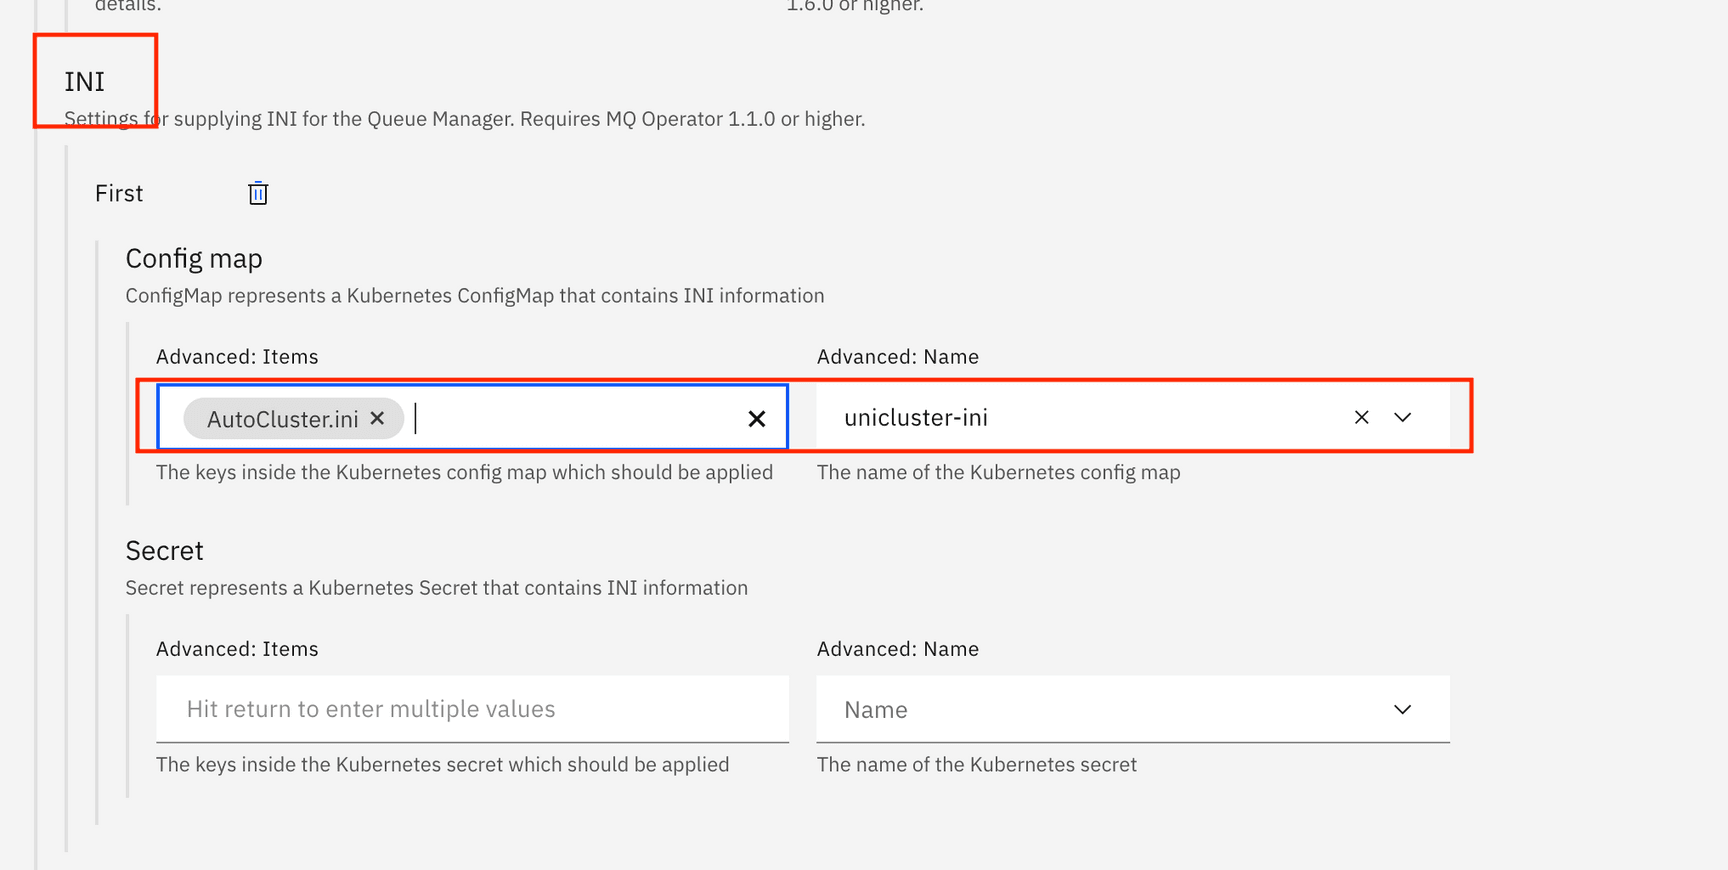 details.
1.6.0 or higher.
INI
Settings for supplying INI for the Queue Manager. Requires MQ Operator 1.1.0 or higher.
First
Config map
ConfigMap represents a Kubernetes ConfigMap that contains INI information
Advanced: Items
Advanced: Name
AutoCluster.ini
unicluster-ini
The keys inside the Kubernetes config map which should be applied
The name of the Kubernetes config map
Secret
Secret represents a Kubernetes Secret that contains INI information
Advanced: Items
Advanced: Name
Hit return to enter multiple values
Name
The keys inside the Kubernetes secret which should be applied
The name of the Kubernetes secret